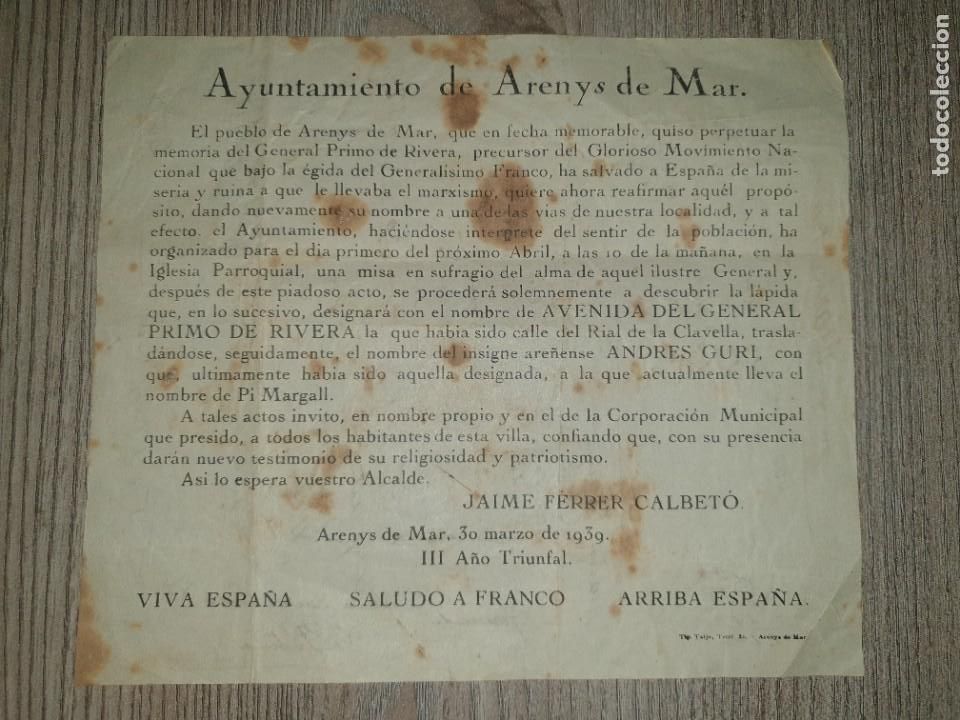 Ayuntamiento de Arenys de Mar.
El pueblo de Arenys de Mar, que en fecha memorable, quiso perpetuar la
memoria del General Primo de Rivera, precursor del Glorioso Movimiento Na-
cional que bajo la égida del Generalísimo Franco, ha salvado a España de la mi-
seria y ruina a que le llevaba el marxismo, quiere ahora reafirmar aquél propó-
sito, dando nuevamente su nombre a una de las vias de nuestra localidad, y a tal
efecto, el Ayuntamiento, haciéndose interprete del sentir de la población, ha
organizado para el dia primero del próximo Abril, a las 10 de la mañana, en la
Iglesia Parroquial, una misa en sufragio del alma de aquel ilustre General y,
después de este piadoso acto, se procederá solemnemente a descubrir la lápida
que, en lo sucesivo, designará con el nombre de AVENIDA DEL GENERAL
PRIMO DE RIVERA la que habia sido calle del Rial de la Clavella, trasla-
dándose, seguidamente, el nombre del insigne areñense ANDRES GURI, con
que, ultimamente habia sido aquella designada, a la que actualmente lleva el
nombre de Pi Margall.
A tales actos invito, en nombre propio y en el de la Corporación Municipal
que presido, a todos los habitantes de esta villa, confiando que, con su presencia
darán nuevo testimonio de su religiosidad y patriotismo.
Asi lo espera vuestro Alcalde.
JAIME FERRER CALBETÓ.
Arenys de Mar, 30 marzo de 1939.
III Año Triunfal.
VIVA ESPAÑA SALUDO A FRANCO ARRIBA ESPAÑA.
Tip. Arenys de Mar
todocoleccion